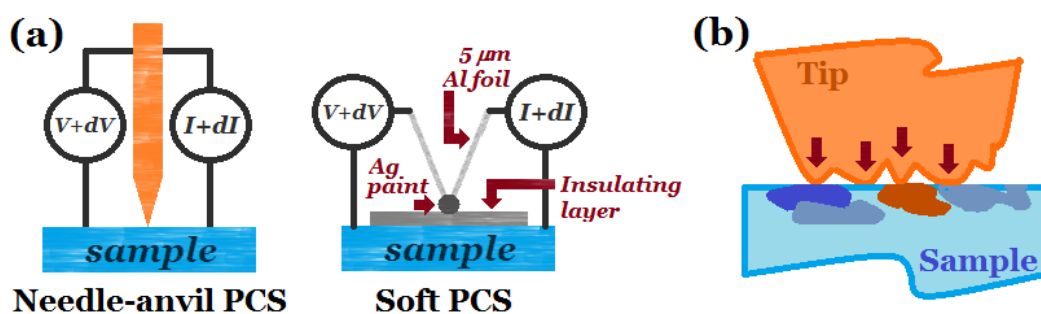 (a)
V+dV
I+dI
sample
Needle-anvil PCS
5 μm
Al foil
V+dV
I+dI
Ag
paint
Insulating
layer
sample
Soft PCS
(b)
Tip
Sample